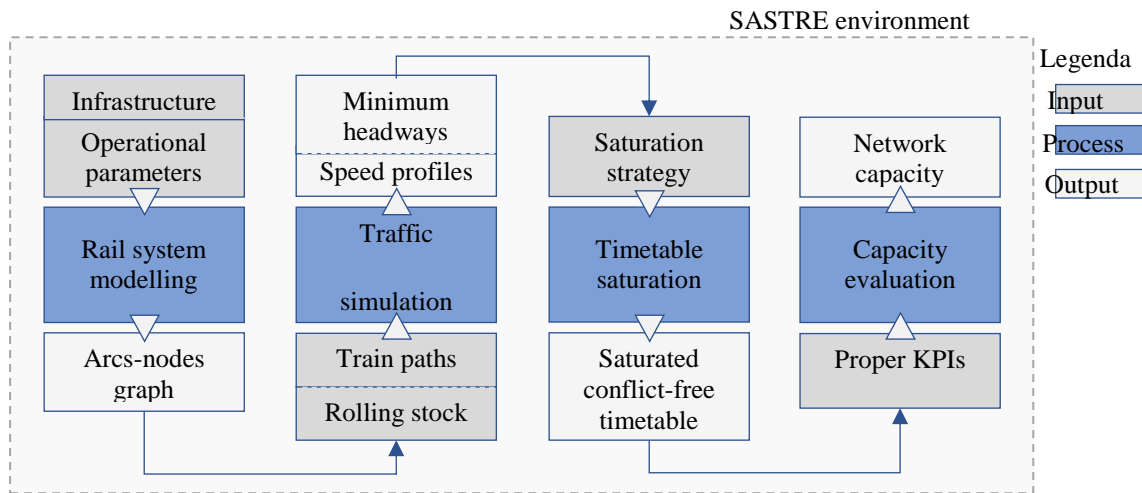 SASTRE environment
Infrastructure
Operational
parameters
Rail system
modelling
Arcs-nodes
graph
Minimum
headways
Speed profiles
Traffic
simulation
Train paths
Rolling stock
Saturation
strategy
Timetable
saturation
Saturated
conflict-free
timetable
Network
capacity
Capacity
evaluation
Proper KPIs
Legenda
Input
Process
Output